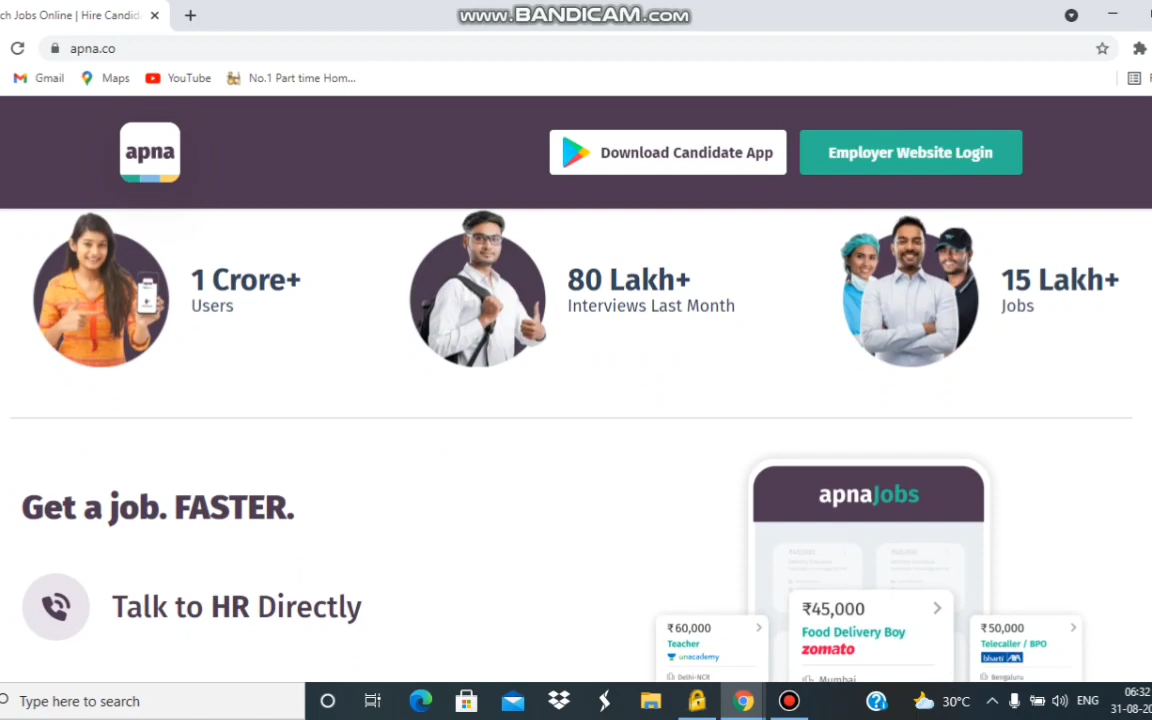 ch Jobs Online | Hire Candid
www.BANDICAM.com
apna.co
Gmail
Maps
YouTube
No.1 Part time Hom...
apna
Download Candidate App
Employer Website Login
1 Crore+
Users
80 Lakh+
Interviews Last Month
15 Lakh+
Jobs
Get a job. FASTER.
Talk to HR Directly
apnaJobs
₹60,000
Teacher
unacademy
Delhi-NCR
₹45,000
Food Delivery Boy
zomato
Mumbai
₹50,000
Telecaller / BPO
bharti AXA
Bengaluru
Type here to search
30°C
ENG
06:32
31-08-20